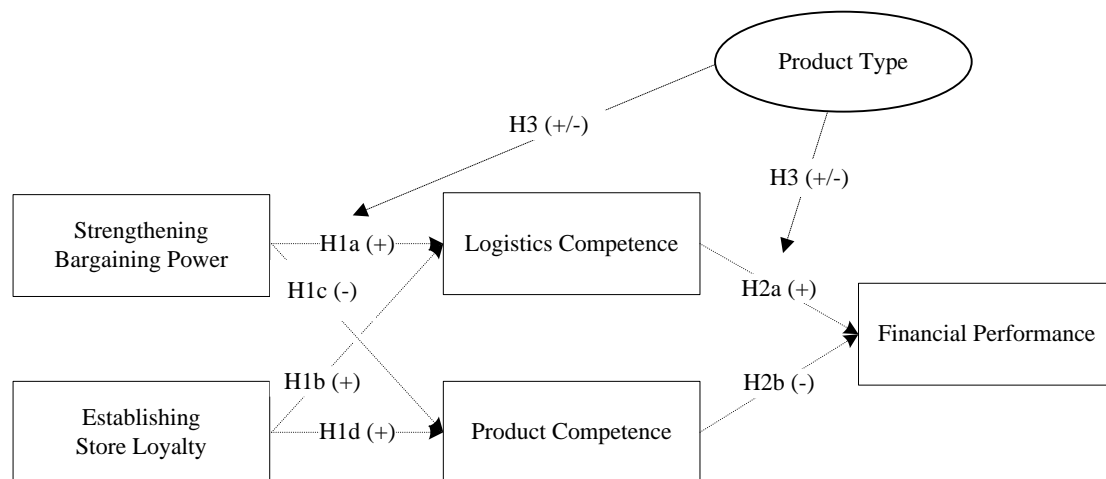 Product Type
H3 (+/-)
H3 (+/-)
Strengthening
Bargaining Power
H1a (+)
Logistics Competence
H1c (-)
H2a (+)
Financial Performance
H1b (+)
H2b (-)
Establishing
Store Loyalty
H1d (+)
Product Competence